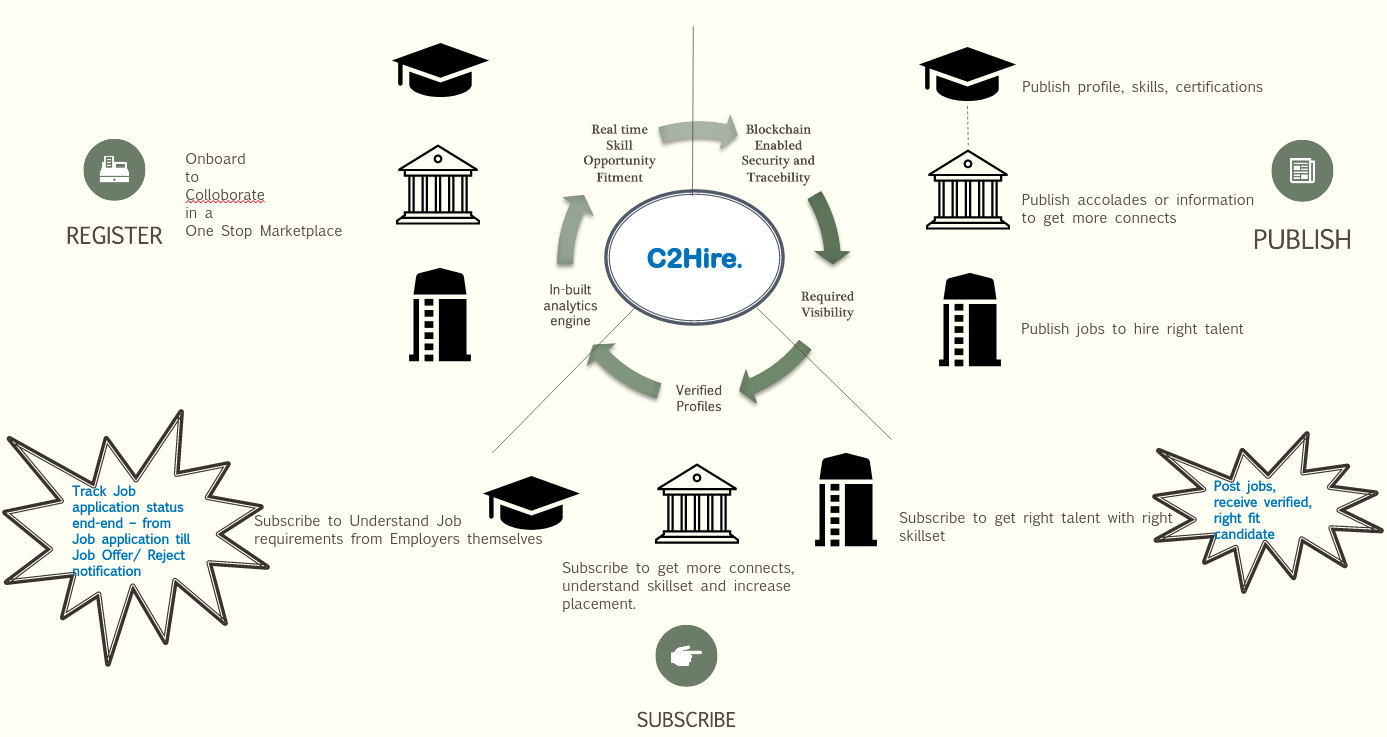 Publish profile, skills, certifications
Real time
Skill
Opportunity
Fitment
Blockchain
Enabled
Security and
Tracebility
Onboard
to
Colloborate
in a
One Stop Marketplace
REGISTER
Publish accolades or information
to get more connects
PUBLISH
C2Hire.
In-built
analytics
engine
Required
Visibility
Publish jobs to hire right talent
Verified
Profiles
Track Job
application status
end-end – from
Job application till
Job Offer/ Reject
notification
Subscribe to Understand Job
requirements from Employers themselves
Subscribe to get more connects,
understand skillset and increase
placement.
Subscribe to get right talent with right
skillset
Post jobs,
receive verified,
right fit
candidate
SUBSCRIBE